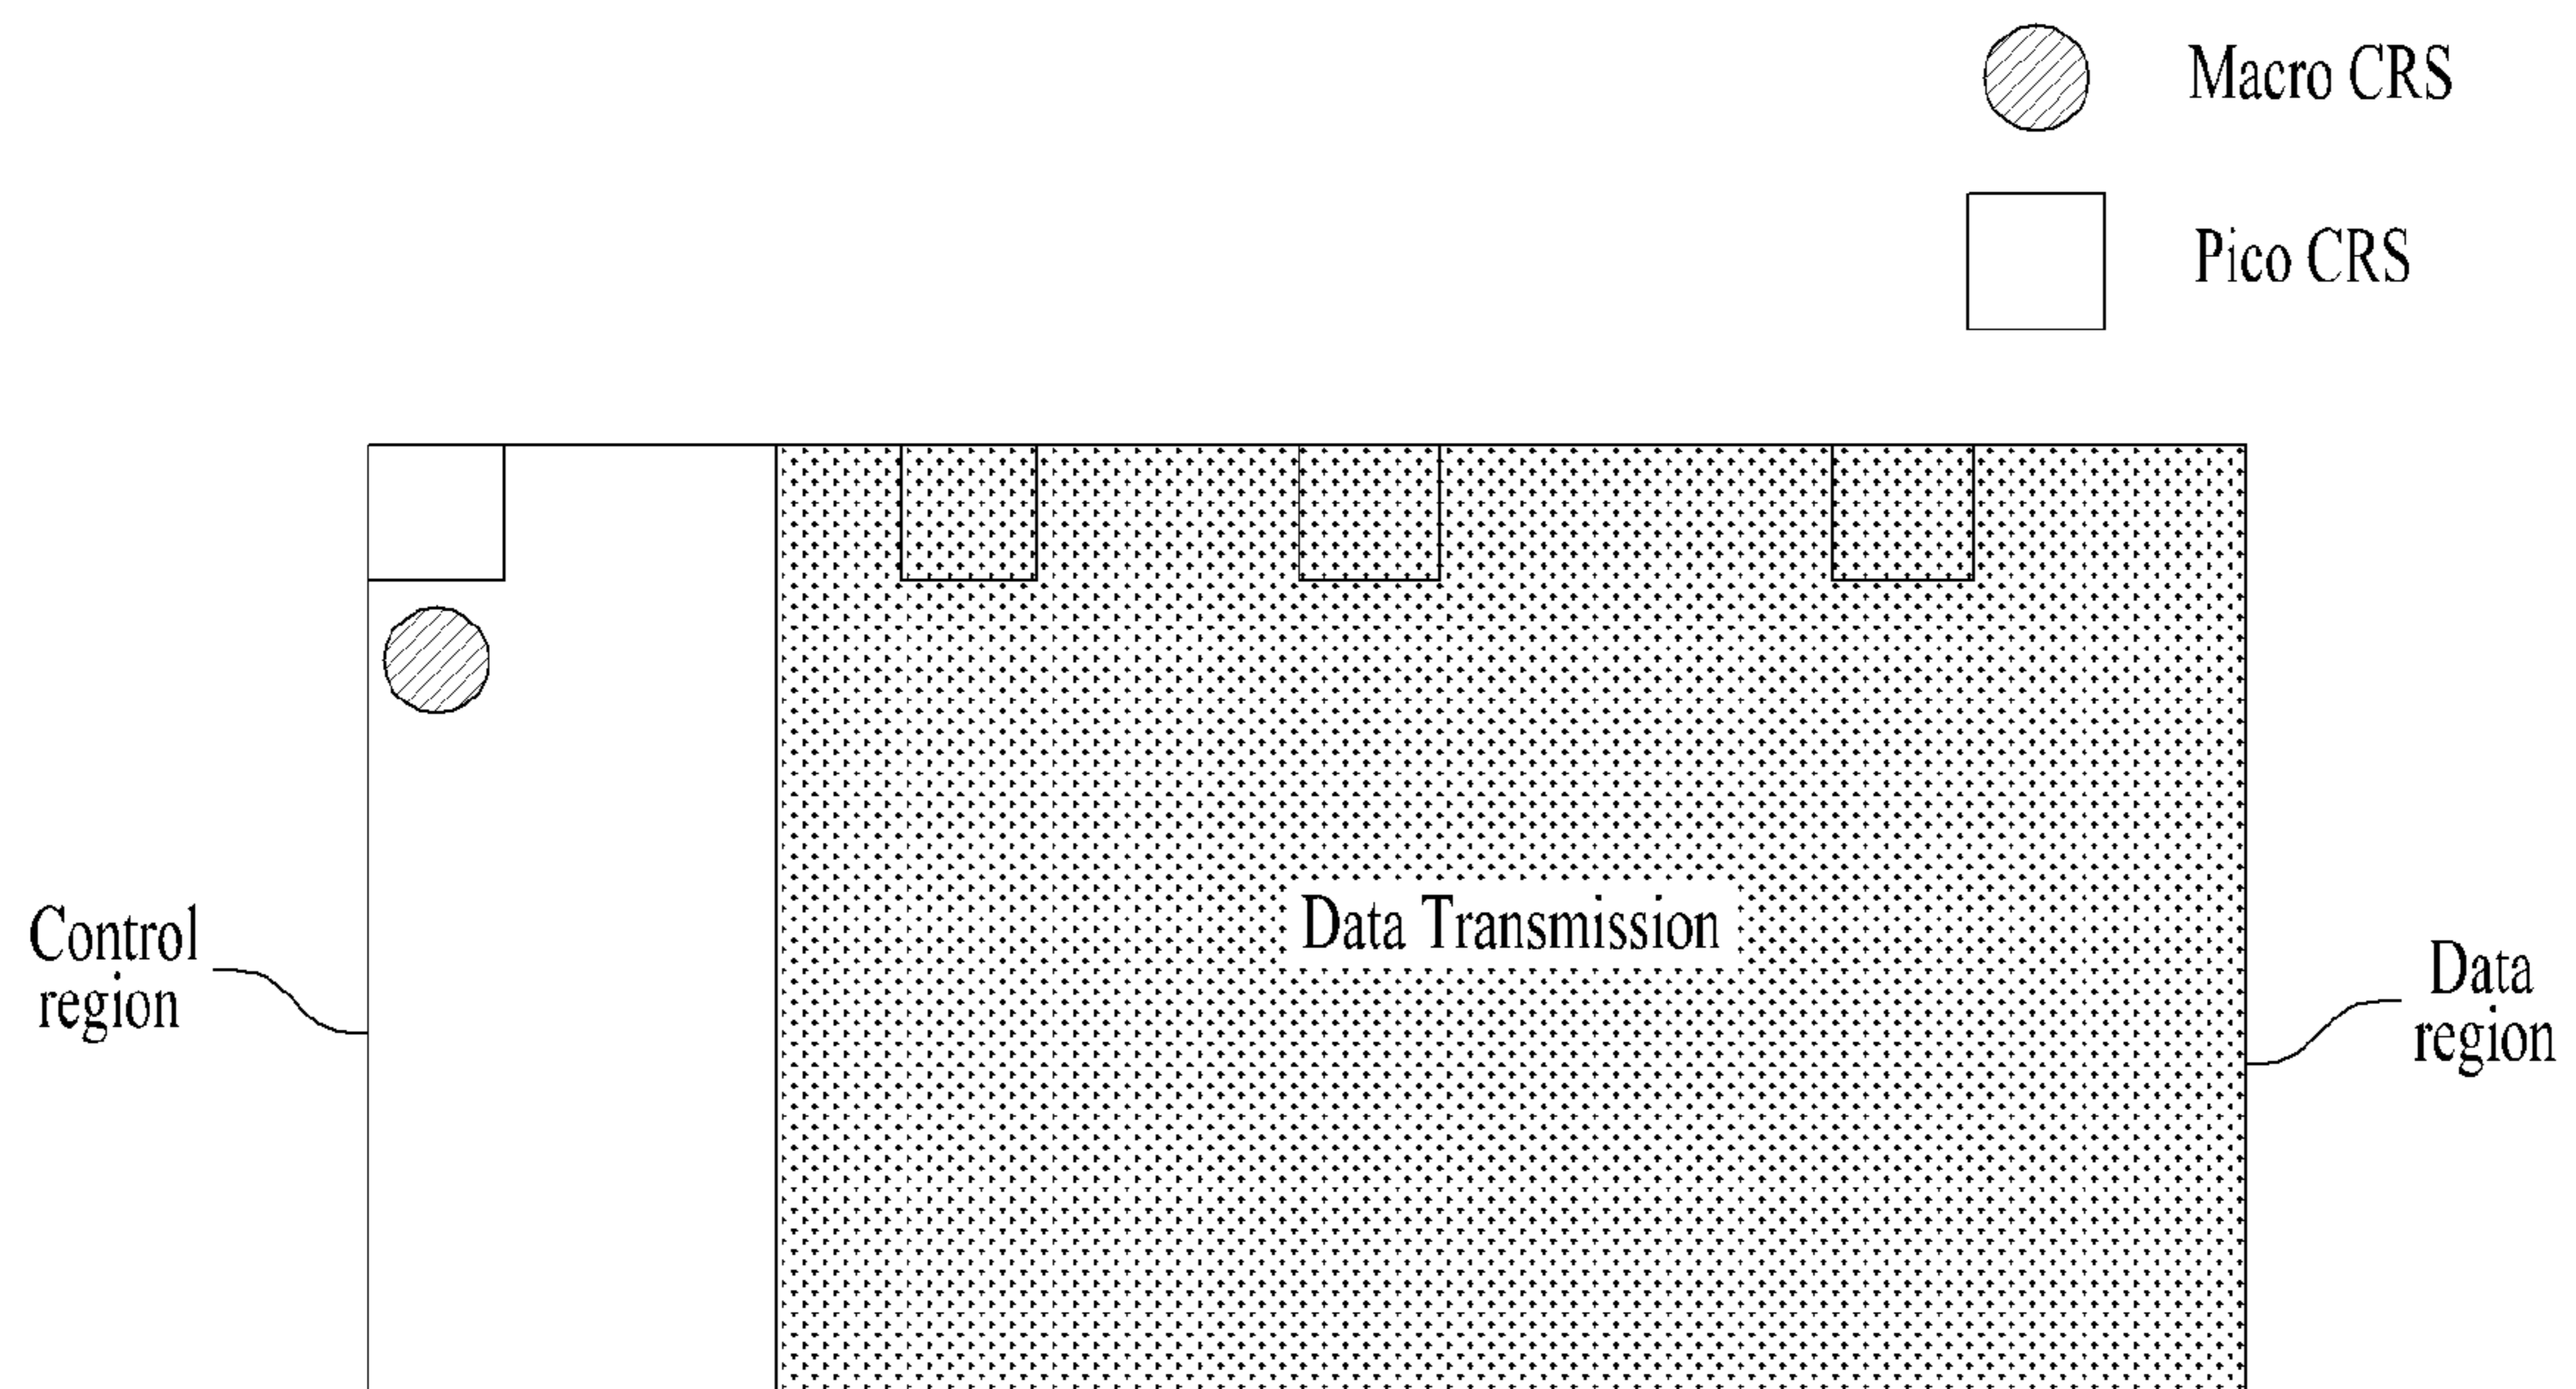 Macro CRS
Pico CRS
Control
region
Data Transmission
Data
region